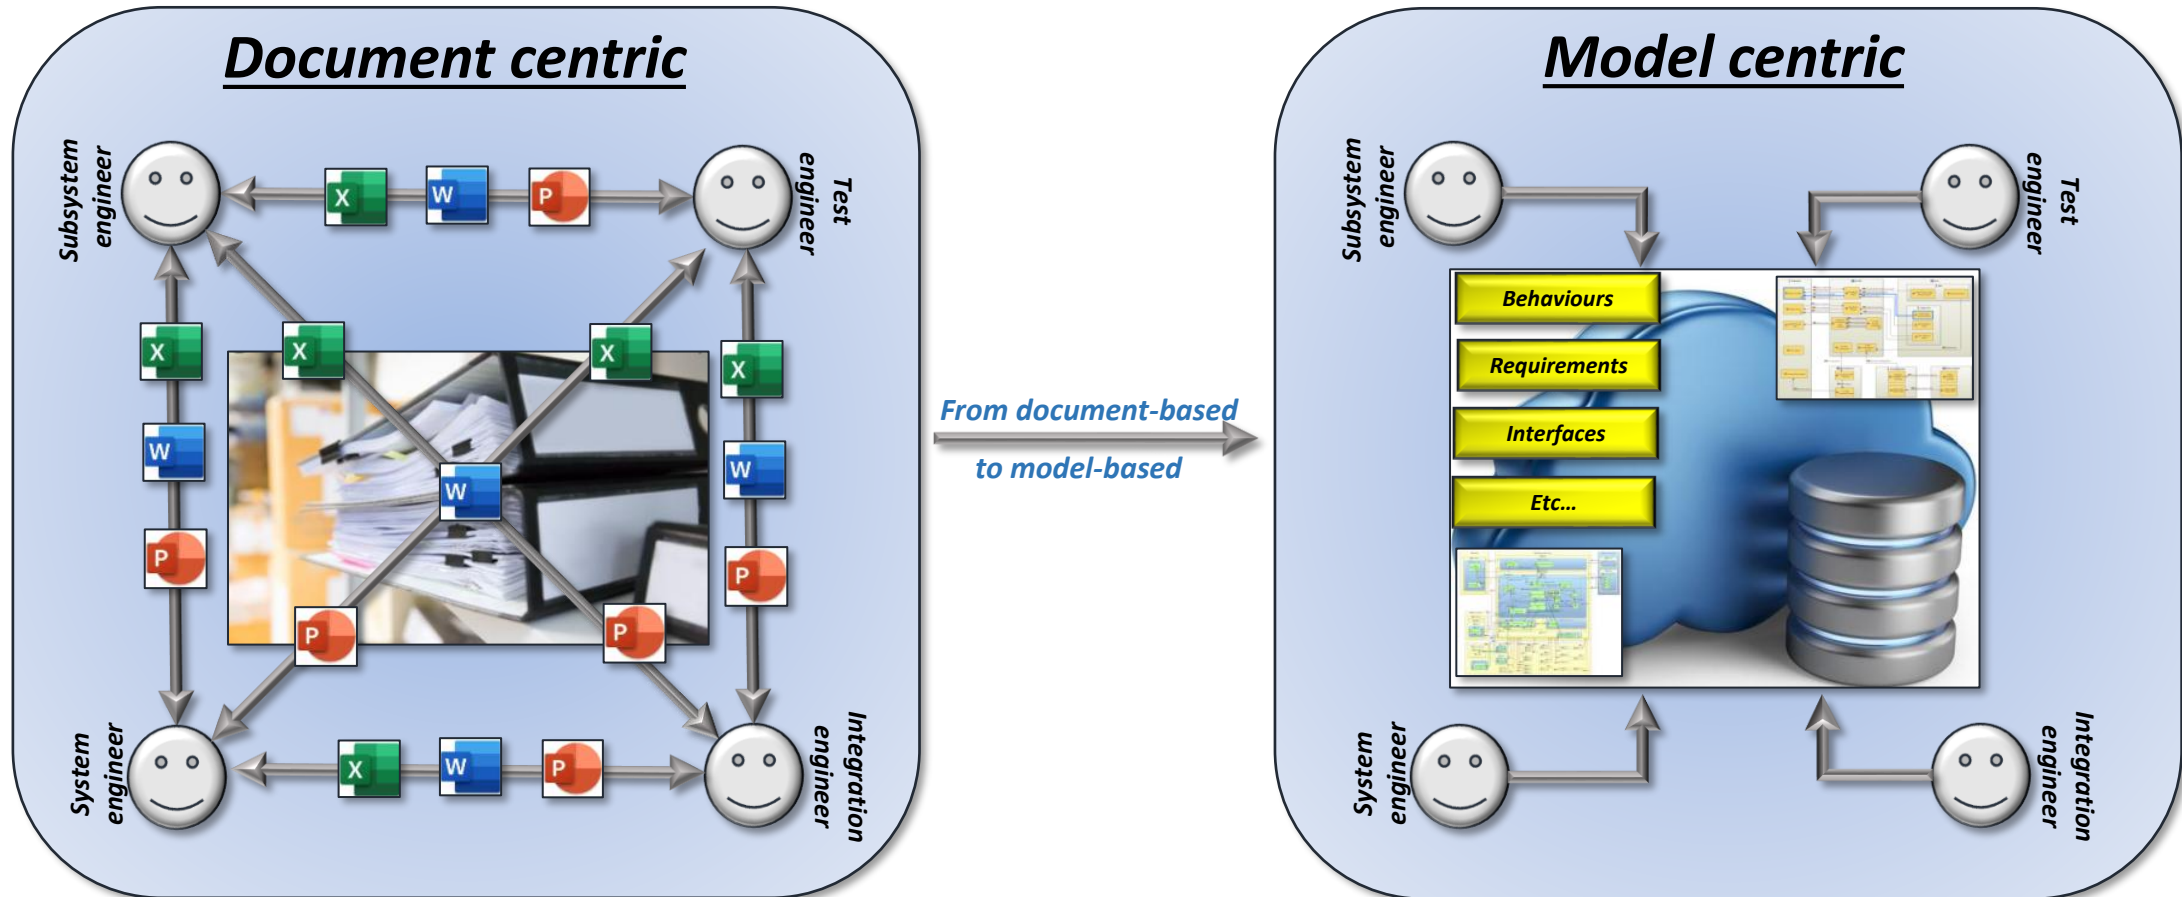 Document centric
Subsystem
engineer
Test
engineer
X
W
P
X
W
P
X
X
W
P
P
X
W
P
System
engineer
Integration
engineer
X
W
P
From document-based
to model-based
Model centric
Subsystem
engineer
Test
engineer
Behaviours
Requirements
Interfaces
Etc...
System
engineer
Integration
engineer